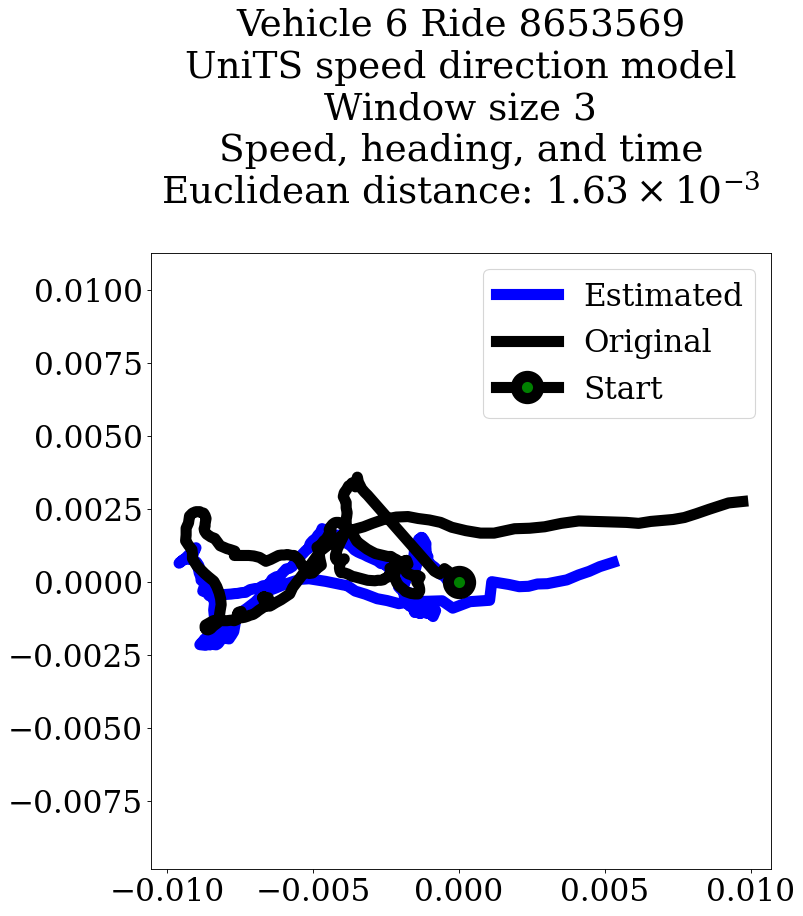 Vehicle 6 Ride 8653569
UniTS speed direction model
Window size 3
Speed, heading, and time
Euclidean distance: 1.63 × 10⁻³
Estimated
Original
Start
0.0100
0.0075
0.0050
0.0025
0.0000
−0.0025
−0.0050
−0.0075
−0.010 −0.005 0.000 0.005 0.010